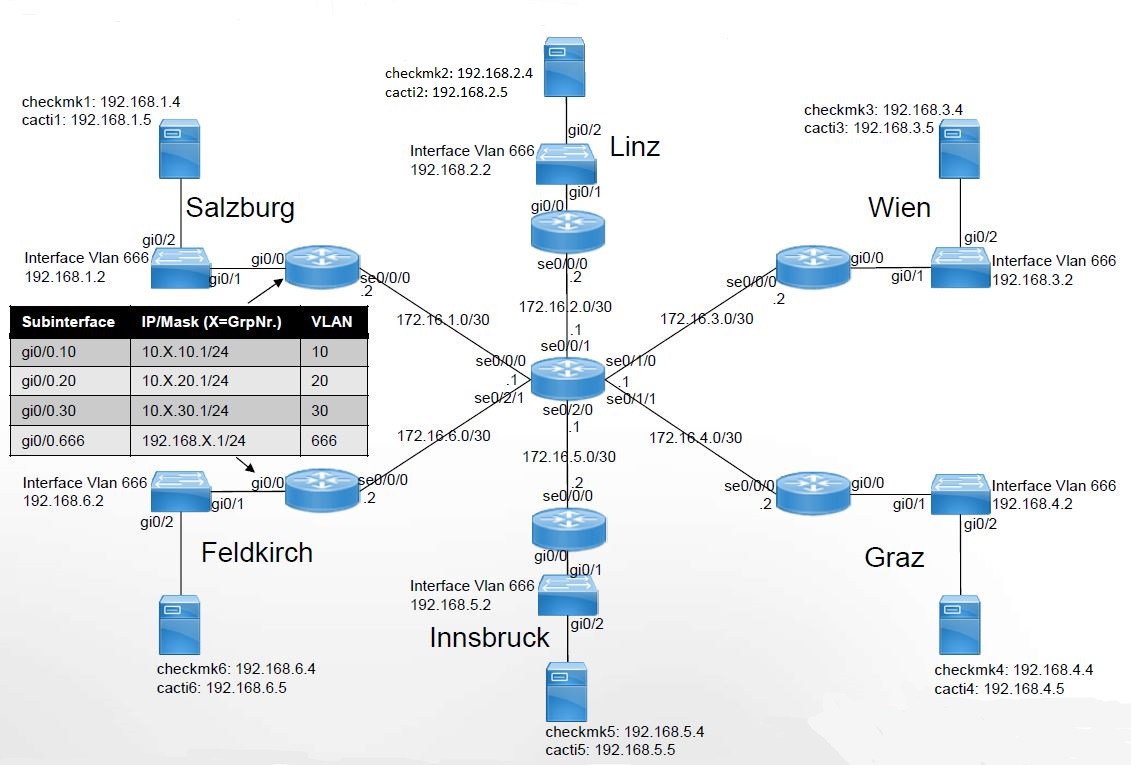 checkmk2: 192.168.2.4
cacti2: 192.168.2.5
gi0/2
Interface Vlan 666
192.168.2.2
Linz
gi0/1
gi0/0
se0/0/0
.2
172.16.2.0/30
.1
se0/0/1
checkmk1: 192.168.1.4
cacti1: 192.168.1.5
Salzburg
gi0/2
Interface Vlan 666
192.168.1.2
gi0/1
gi0/0
se0/0/0
.2
172.16.1.0/30
se0/0/0
.1
checkmk3: 192.168.3.4
cacti3: 192.168.3.5
Wien
gi0/2
Interface Vlan 666
192.168.3.2
gi0/1
gi0/0
se0/0/0
.2
172.16.3.0/30
se0/1/0
.1
Subinterface IP/Mask (X=GrpNr.) VLAN
gi0/0.10 10.X.10.1/24 10
gi0/0.20 10.X.20.1/24 20
gi0/0.30 10.X.30.1/24 30
gi0/0.666 192.168.X.1/24 666
se0/2/1
172.16.6.0/30
se0/0/0
.2
gi0/0
gi0/1
Interface Vlan 666
192.168.6.2
gi0/2
Feldkirch
checkmk6: 192.168.6.4
cacti6: 192.168.6.5
se0/2/0
.1
172.16.5.0/30
.2
se0/0/0
gi0/0
gi0/1
Interface Vlan 666
192.168.5.2
gi0/2
Innsbruck
checkmk5: 192.168.5.4
cacti5: 192.168.5.5
se0/1/1
172.16.4.0/30
se0/0/0
.2
gi0/0
gi0/1
Interface Vlan 666
192.168.4.2
gi0/2
Graz
checkmk4: 192.168.4.4
cacti4: 192.168.4.5